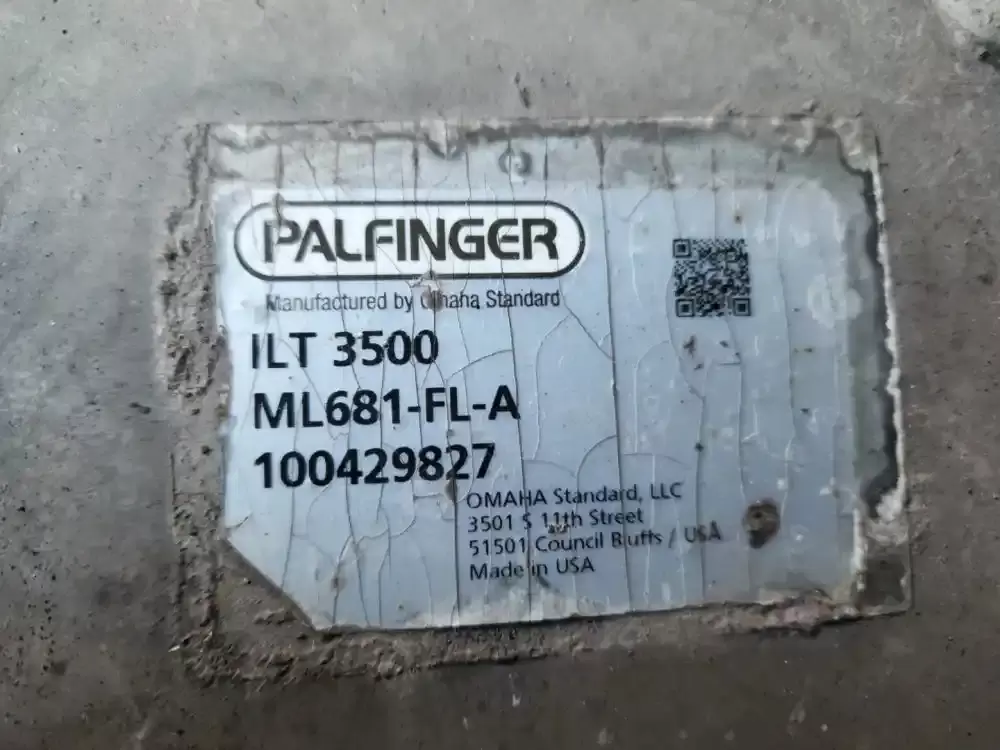 PALFINGER
Manufactured by Omaha Standard
ILT 3500
ML681-FL-A
100429827
OMAHA Standard, LLC
3501 S 11th Street
51501 Council Bluffs / USA
Made in USA